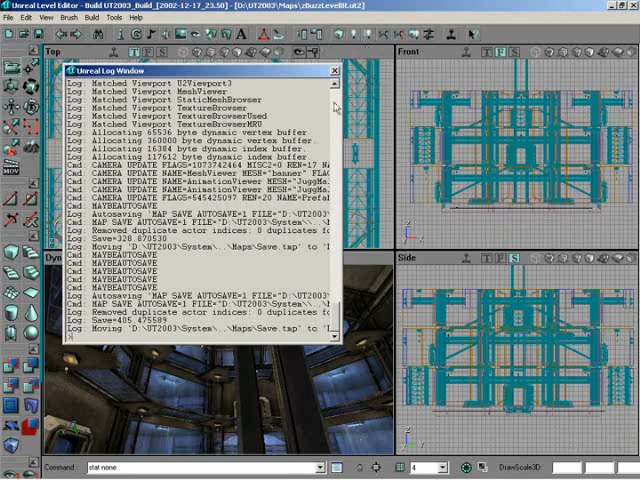 Unreal Level Editor - Build UT2003_Build_[2002-12-17_23.50] - [D:\UT2003\Maps\zBuzzLevel8t.ut2]
File Edit View Brush Build Tools Help
Top
Front
Unreal Log Window
Log: Matched Viewport U2Viewport3
Log: Matched Viewport MeshViewer
Log: Matched Viewport StaticMeshBrowser
Log: Matched Viewport TextureBrowser
Log: Matched Viewport TextureBrowserUsed
Log: Matched Viewport TextureBrowserMRU
Log: Allocating 65536 byte dynamic vertex buffer.
Log: Allocating 360000 byte dynamic vertex buffer.
Log: Allocating 16384 byte dynamic index buffer.
Log: Allocating 117612 byte dynamic index buffer.
Cmd: CAMERA UPDATE FLAGS=1073742464 MISC2=0 REN=17 N
Cmd: CAMERA UPDATE NAME=MeshViewer MESH="banner" FLAG
Cmd: CAMERA UPDATE NAME=AnimationViewer MESH="Jugg
Cmd: CAMERA UPDATE NAME=AnimationViewer MESH="JuggMa
Cmd: CAMERA UPDATE FLAGS=545425097 REN 20 NAME=Prefab
Cmd: MAYBEAUTOSAVE
Log: Autosaving 'MAP SAVE AUTOSAVE=1 FILE="D:\UT2003
Cmd: MAP SAVE AUTOSAVE=1 FILE="D:\UT2003\System\..\M
Log: Removed duplicate actor indices: 0 duplicates fo
Log: Save=328.870530
Log: Moving 'D:\UT2003\System\..\Maps\Save.tmp' to
Cmd: MAYBEAUTOSAVE
Cmd: MAYBEAUTOSAVE
Cmd: MAYBEAUTOSAVE
Cmd: MAYBEAUTOSAVE
Cmd: MAYBEAUTOSAVE
Log: Autosaving 'MAP SAVE AUTOSAVE=1 FILE="D:\UT2003
Cmd: MAP SAVE AUTOSAVE=1 FILE="D:\UT2003\System\..\M
Log: Removed duplicate actor indices: 0 duplicates fo
Log: Save=405.475589
Log: Moving 'D:\UT2003\System\..\Maps\Save.tmp' to
>
MOV
Dyn
Side
Command : stat none
4
DrawScale3D: